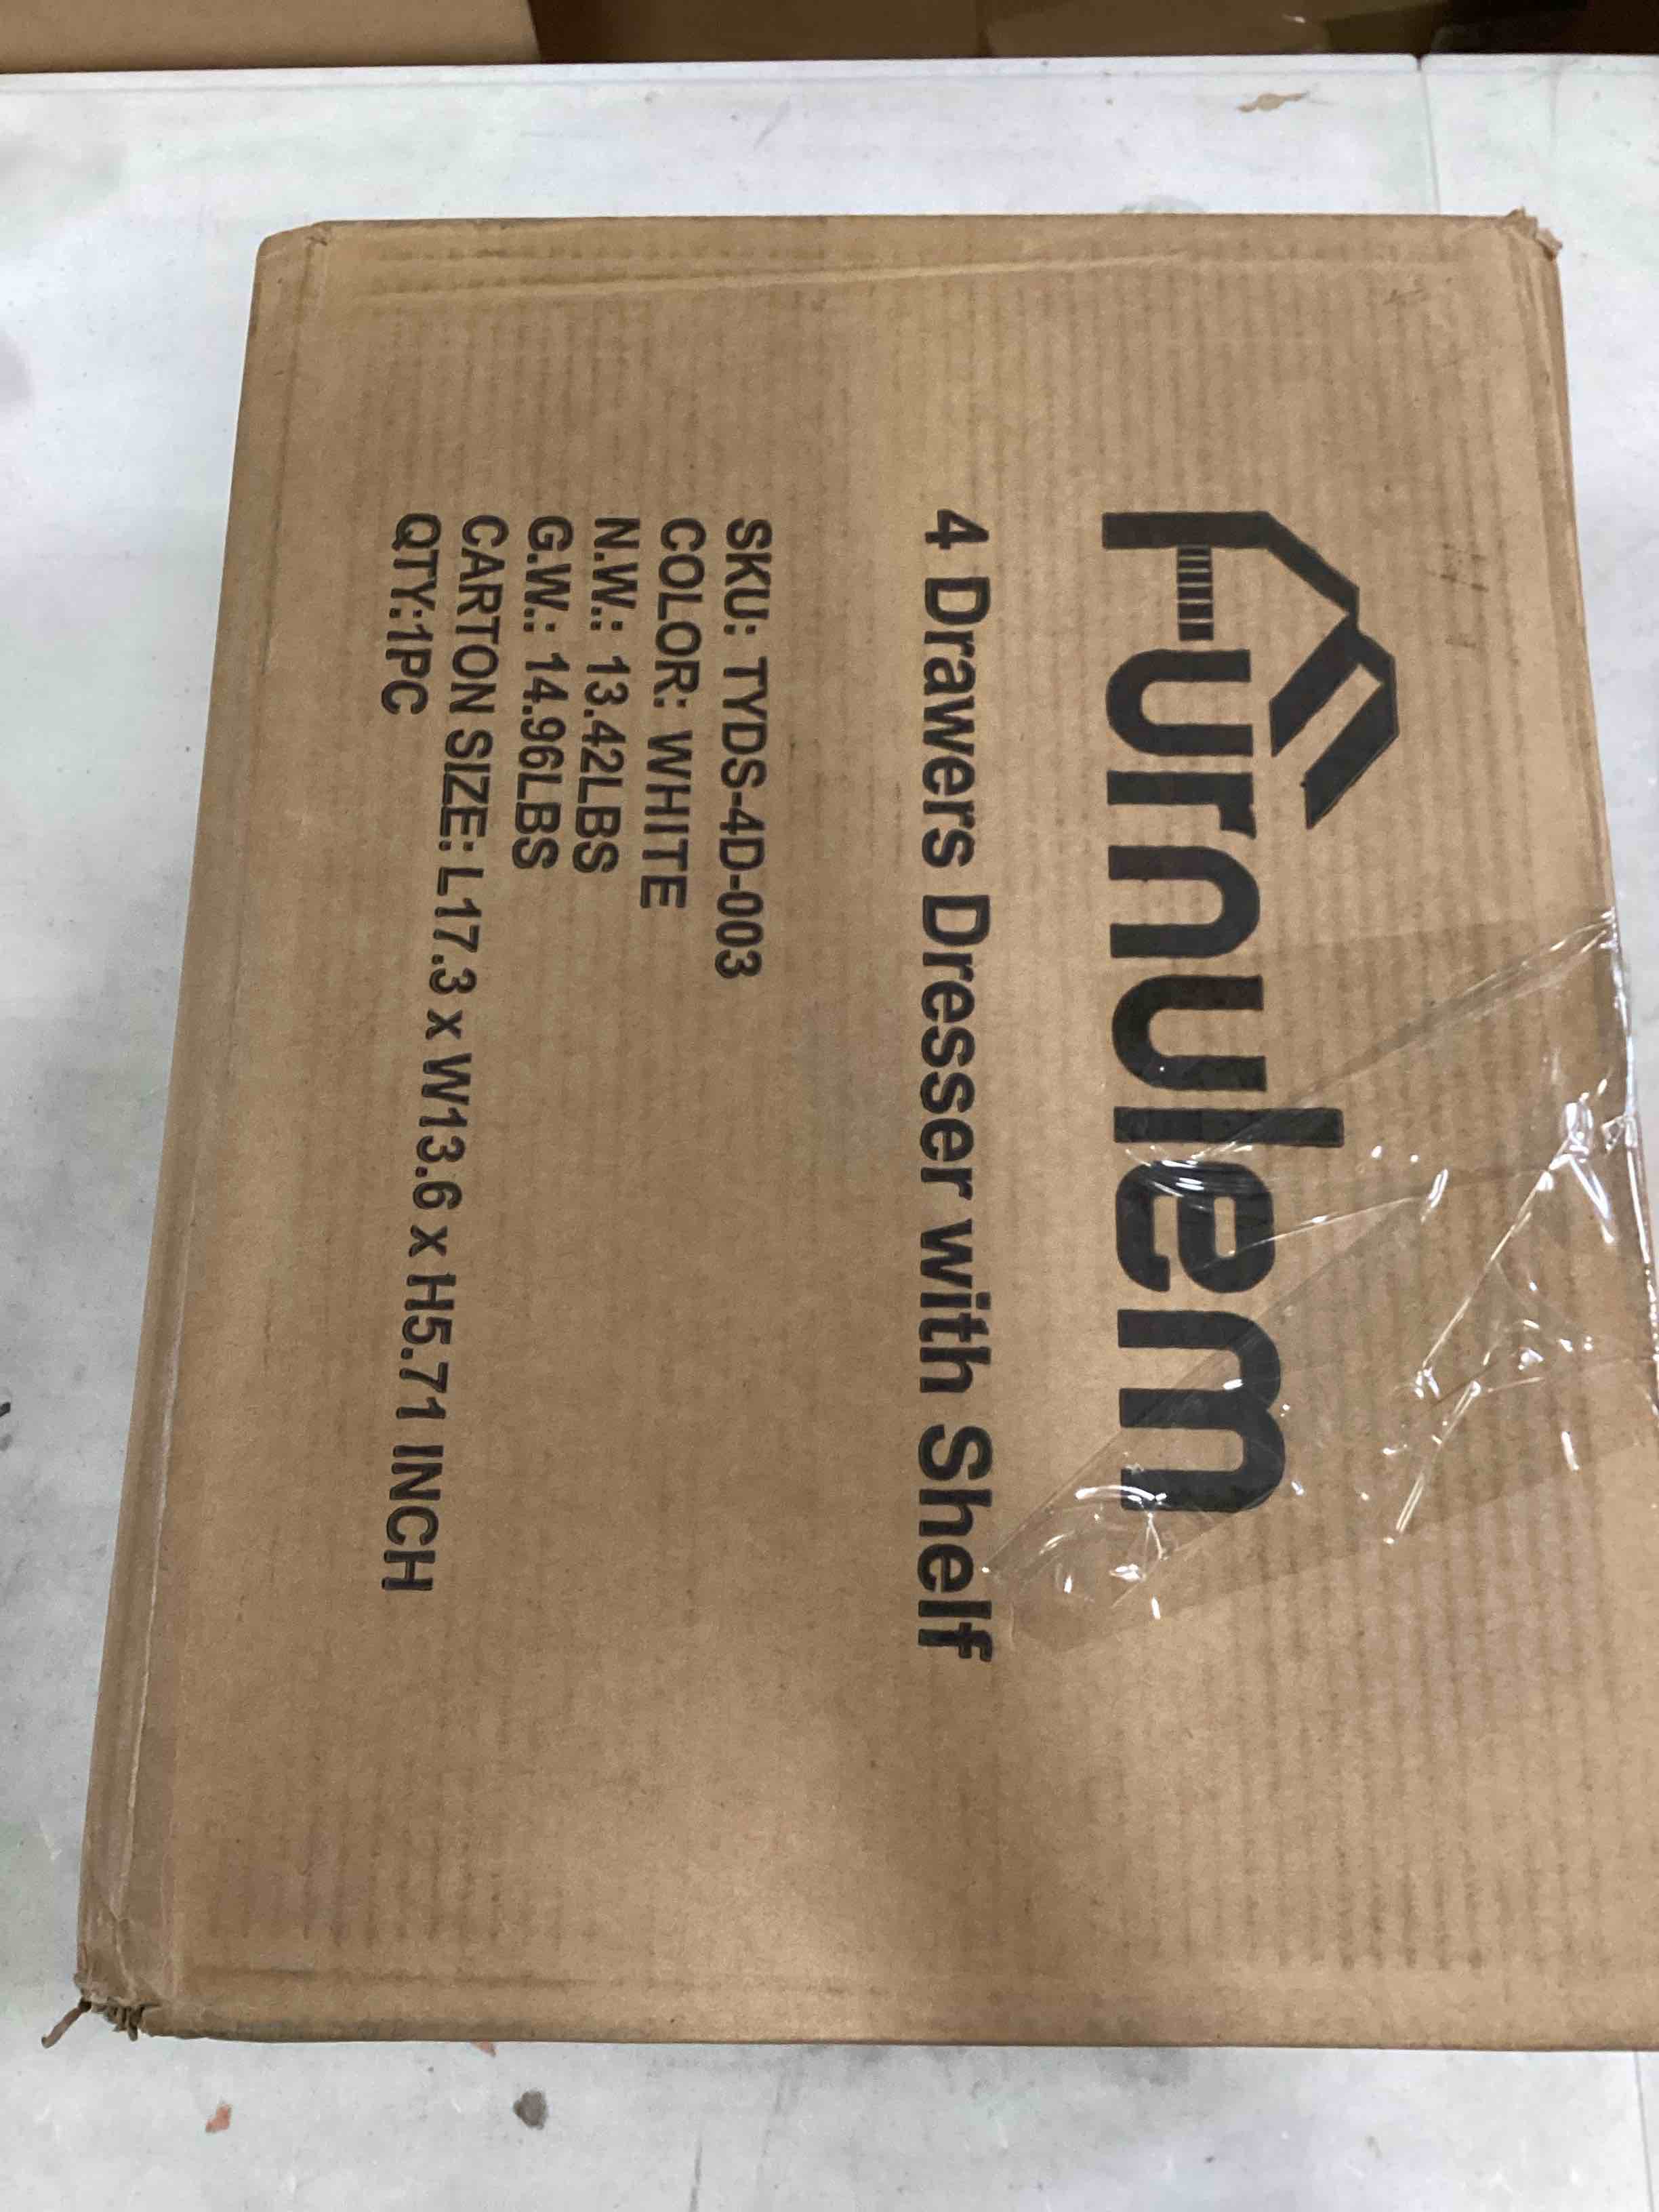 Furnulem
4 Drawers Dresser with Shelf
SKU: TYDS-4D-003
COLOR: WHITE
N.W.: 13.42LBS
G.W.: 14.96LBS
CARTON SIZE: L17.3 x W13.6 x H5.71 INCH
QTY:1PC